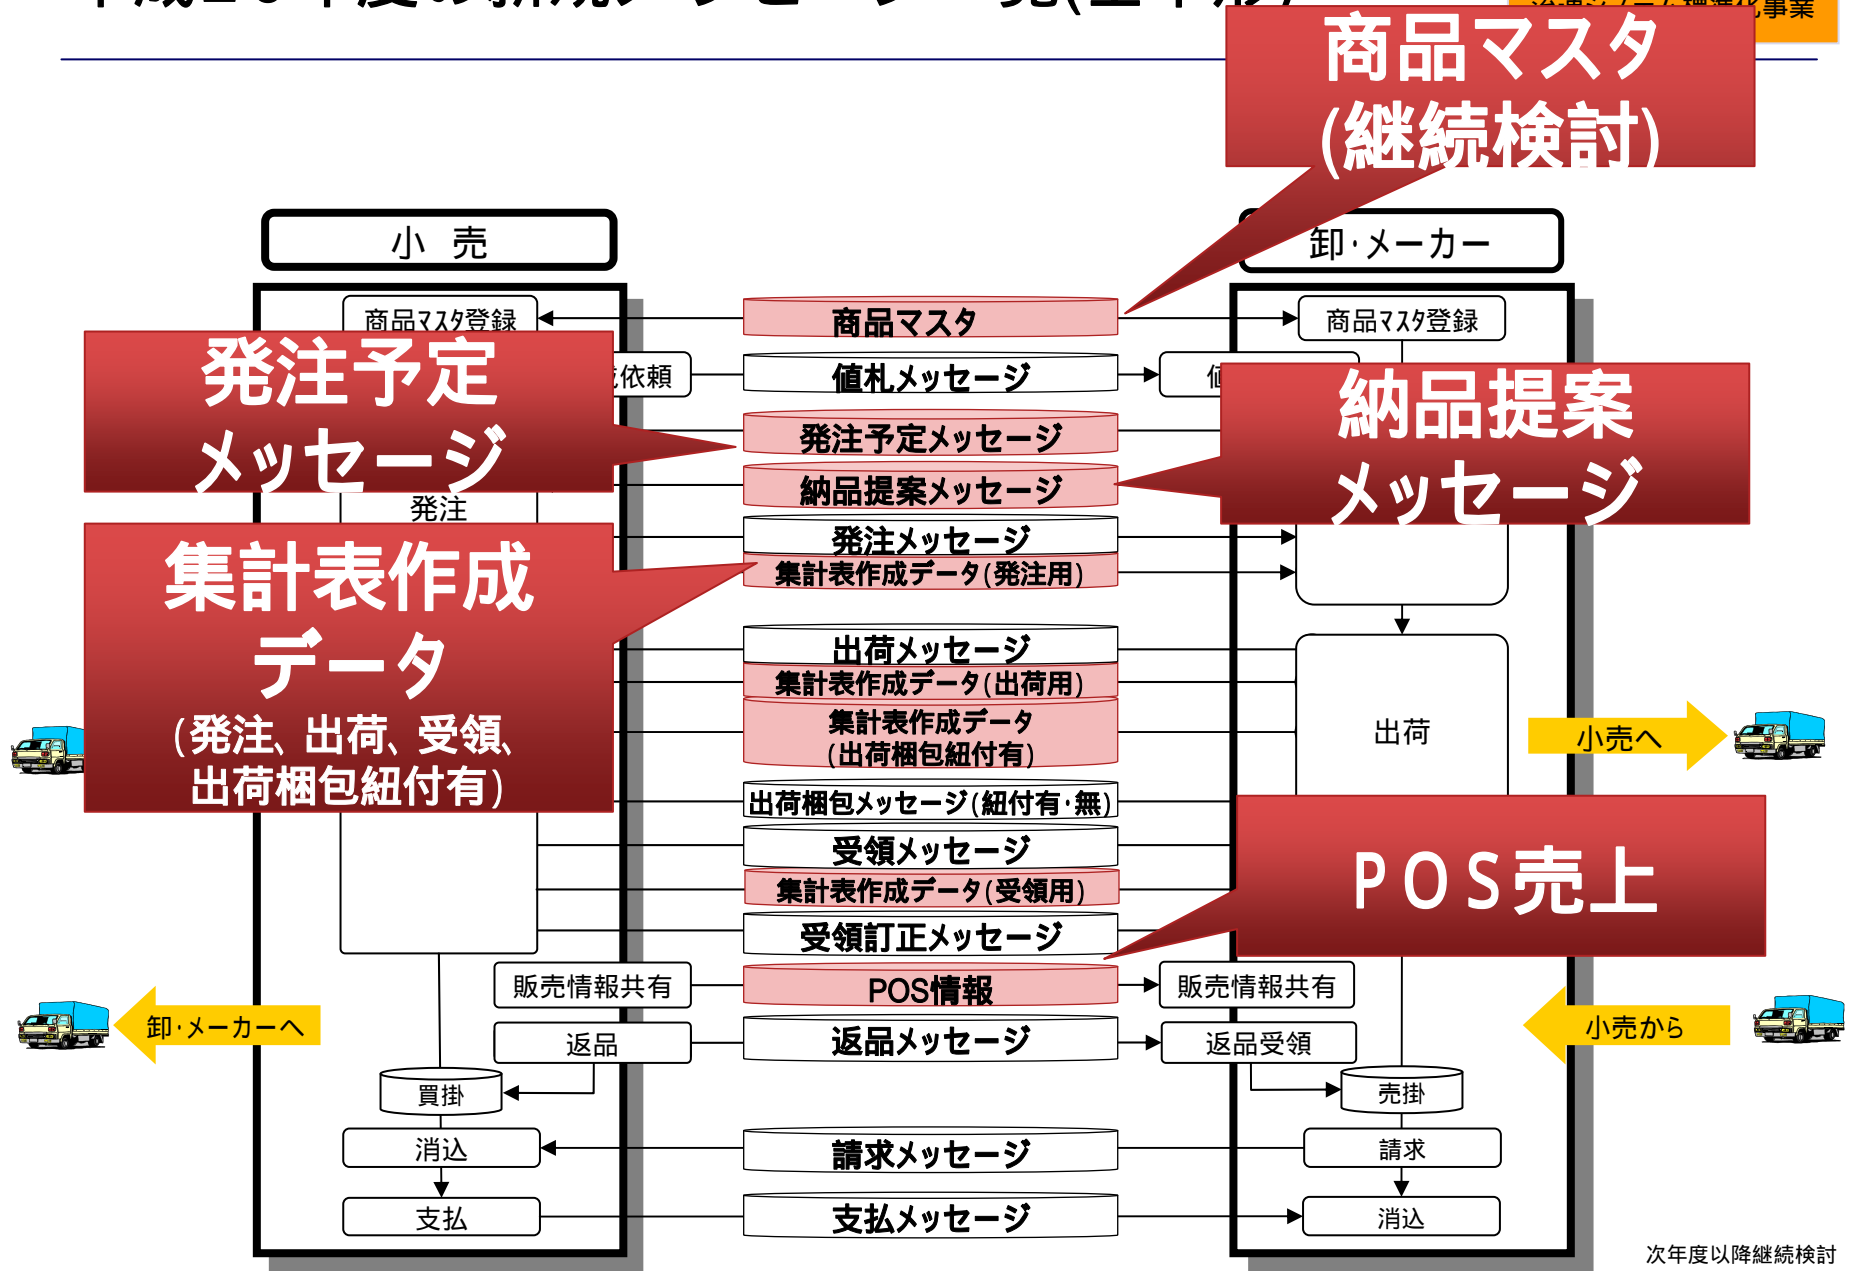 商品マスタ
(継続検討)
小 売
卸・メーカー
商品マスタ登録
商品マスタ
商品マスタ登録
発注予定
メッセージ
依頼
値札メッセージ
納品提案
メッセージ
発注予定メッセージ
納品提案メッセージ
発注
発注メッセージ
集計表作成データ(発注用)
集計表作成
データ
(発注、出荷、受領、
出荷梱包紐付有)
出荷メッセージ
集計表作成データ(出荷用)
集計表作成データ
(出荷梱包紐付有)
出荷
小売へ
出荷梱包メッセージ(紐付有・無)
受領メッセージ
集計表作成データ(受領用)
POS売上
受領訂正メッセージ
販売情報共有
POS情報
販売情報共有
卸・メーカーへ
返品
返品メッセージ
返品受領
小売から
買掛
売掛
消込
請求メッセージ
請求
支払
支払メッセージ
消込
次年度以降継続検討